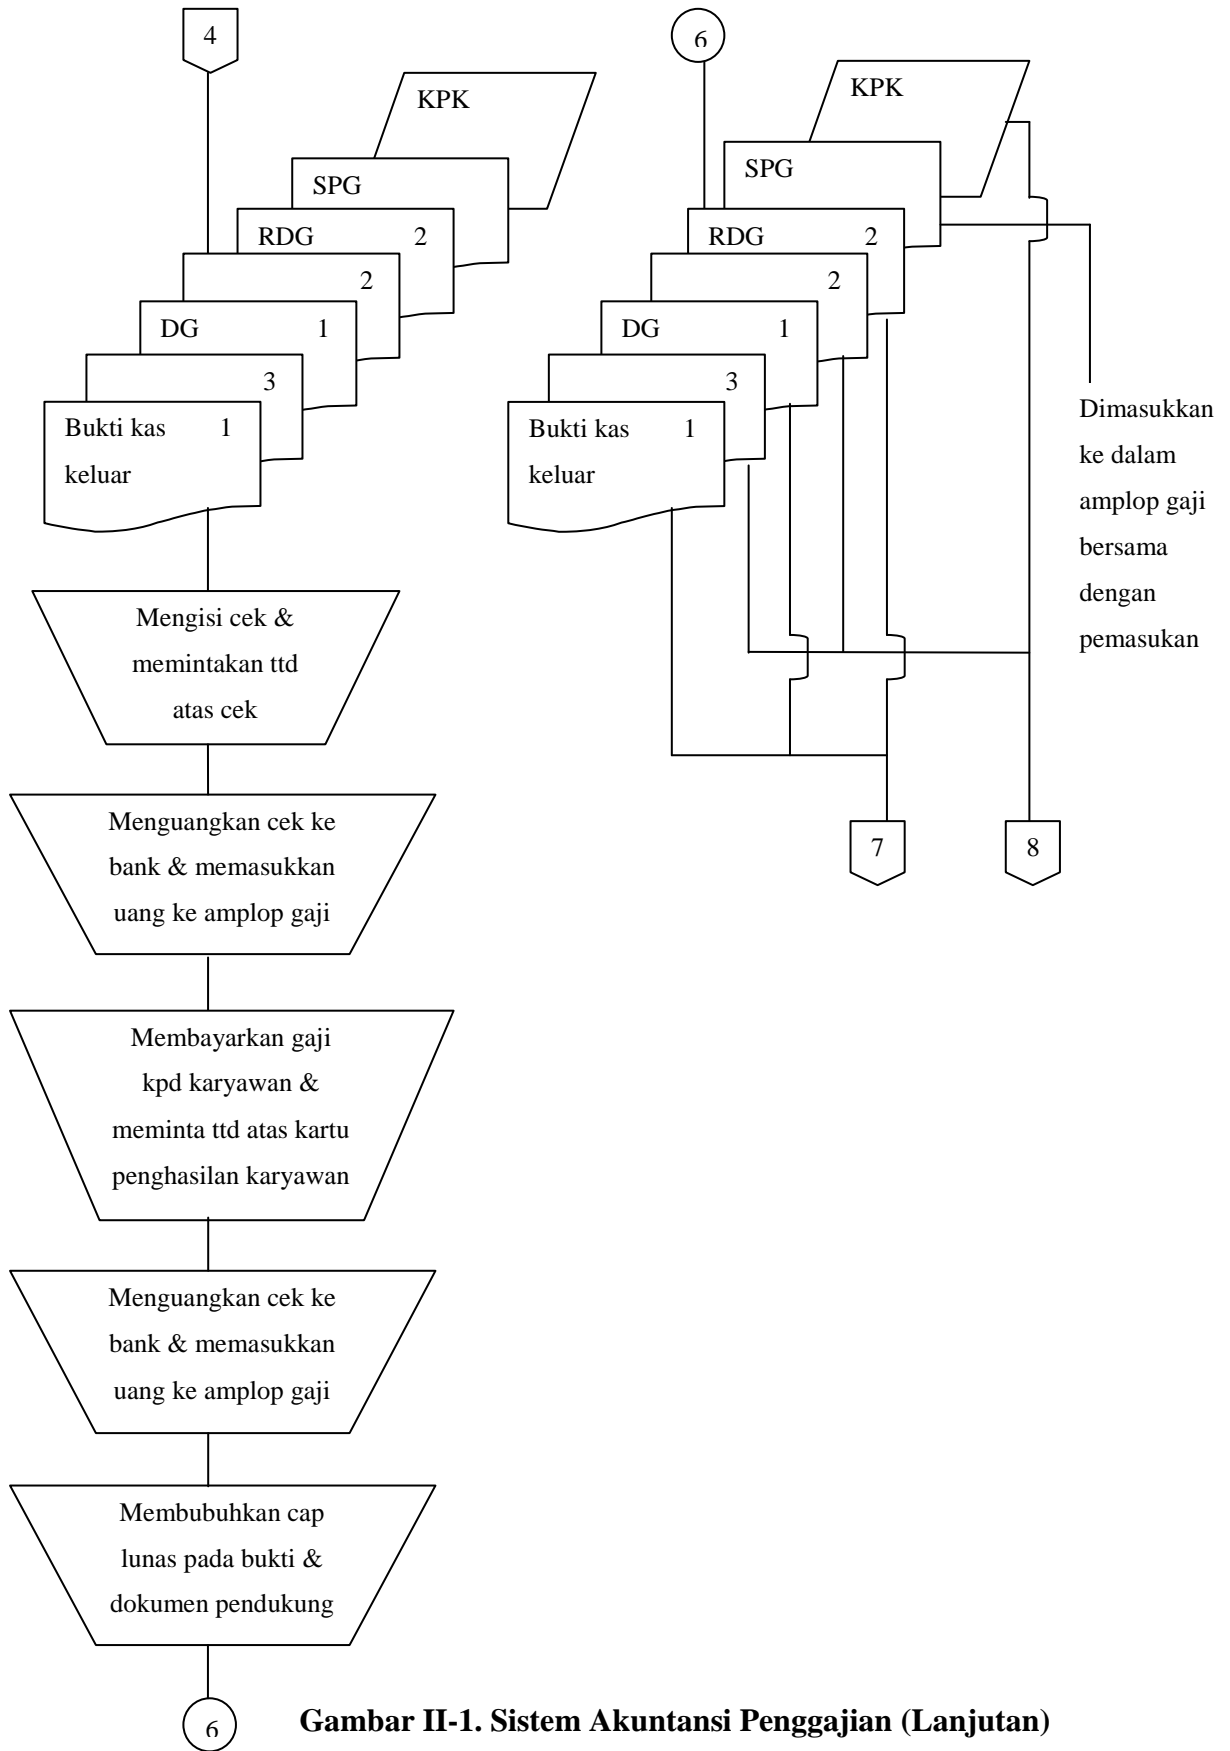 4
KPK
SPG
RDG 2
2
DG 1
3
Bukti kas 1
keluar
Mengisi cek &
memintakan ttd
atas cek
Menguangkan cek ke
bank & memasukkan
uang ke amplop gaji
Membayarkan gaji
kpd karyawan &
meminta ttd atas kartu
penghasilan karyawan
Menguangkan cek ke
bank & memasukkan
uang ke amplop gaji
Membubuhkan cap
lunas pada bukti &
dokumen pendukung
6
6
KPK
SPG
RDG 2
2
DG 1
3
Bukti kas 1
keluar
Dimasukkan
ke dalam
amplop gaji
bersama
dengan
pemasukan
7
8
Gambar II-1. Sistem Akuntansi Penggajian (Lanjutan)